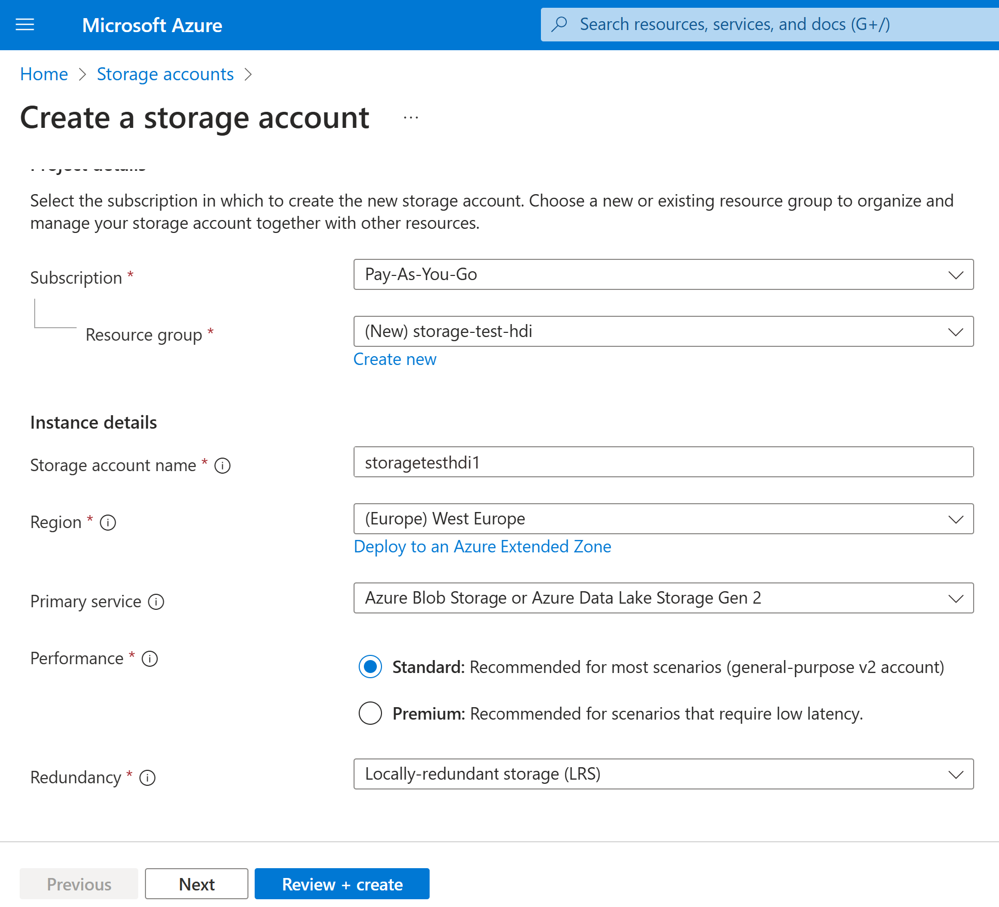 Microsoft Azure
Search resources, services, and docs (G+/)
Home > Storage accounts >
Create a storage account ...
Project details
Select the subscription in which to create the new storage account. Choose a new or existing resource group to organize and
manage your storage account together with other resources.
Subscription *
Pay-As-You-Go
Resource group *
(New) storage-test-hdi
Create new
Instance details
Storage account name *
storagetesthdi1
Region *
(Europe) West Europe
Deploy to an Azure Extended Zone
Primary service
Azure Blob Storage or Azure Data Lake Storage Gen 2
Performance *
Standard: Recommended for most scenarios (general-purpose v2 account)
Premium: Recommended for scenarios that require low latency.
Redundancy *
Locally-redundant storage (LRS)
Previous
Next
Review + create